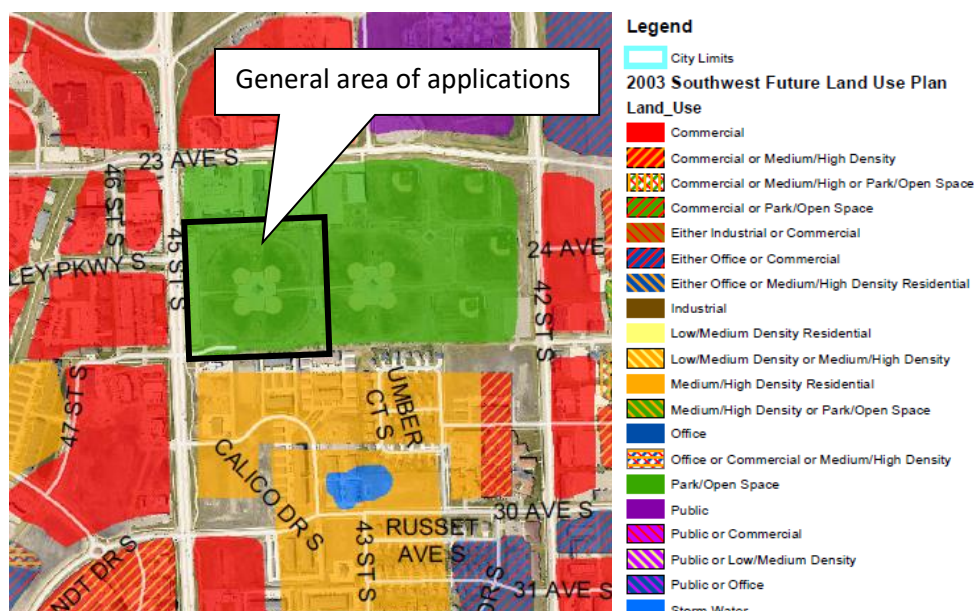 General area of applications
23 AVE S
46 ST S
45 ST S
LEY PKWY S
24 AVE
42 ST S
47 ST S
UMBER
CT S
CALICO DR S
30 AVE S
RUSSET
AVE S
43 ST S
NDT DR S
DR S
31 AVE S
Legend
City Limits
2003 Southwest Future Land Use Plan
Land_Use
Commercial
Commercial or Medium/High Density
Commercial or Medium/High or Park/Open Space
Commercial or Park/Open Space
Either Industrial or Commercial
Either Office or Commercial
Either Office or Medium/High Density Residential
Industrial
Low/Medium Density Residential
Low/Medium Density or Medium/High Density
Medium/High Density Residential
Medium/High Density or Park/Open Space
Office
Office or Commercial or Medium/High Density
Park/Open Space
Public
Public or Commercial
Public or Low/Medium Density
Public or Office
Storm Water